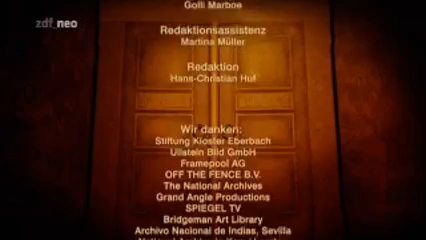 zdf_neo
Golli Marboe
Redaktionsassistenz
Martina Müller
Redaktion
Hans-Christian Huf
Wir danken:
Stiftung Kloster Eberbach
Ullstein Bild GmbH
Framepool AG
OFF THE FENCE B.V.
The National Archives
Grand Angle Productions
SPIEGEL TV
Bridgeman Art Library
Archivo Nacional de Indias, Sevilla